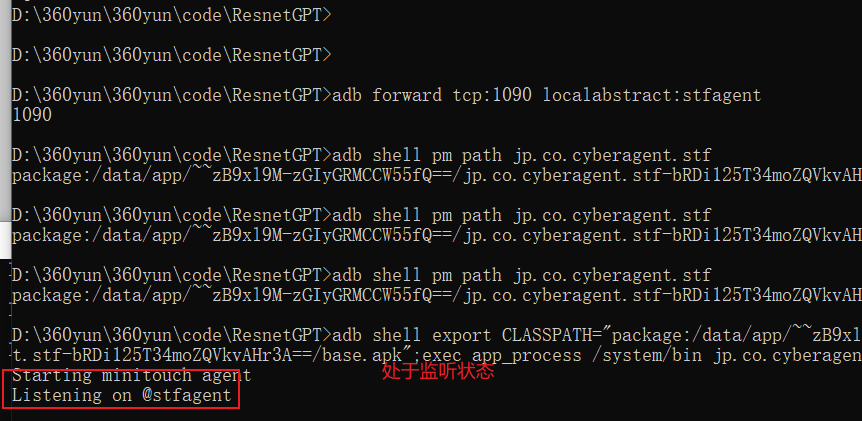 D:\360yun\360yun\code\ResnetGPT>
D:\360yun\360yun\code\ResnetGPT>
D:\360yun\360yun\code\ResnetGPT>adb forward tcp:1090 localabstract:stfagent
1090
D:\360yun\360yun\code\ResnetGPT>adb shell pm path jp.co.cyberagent.stf
package:/data/app/~~zB9xl9M-zGIyGRMCCW55fQ==/jp.co.cyberagent.stf-bRDi125T34moZQVkvAH
D:\360yun\360yun\code\ResnetGPT>adb shell pm path jp.co.cyberagent.stf
package:/data/app/~~zB9xl9M-zGIyGRMCCW55fQ==/jp.co.cyberagent.stf-bRDi125T34moZQVkvAH
D:\360yun\360yun\code\ResnetGPT>adb shell pm path jp.co.cyberagent.stf
package:/data/app/~~zB9xl9M-zGIyGRMCCW55fQ==/jp.co.cyberagent.stf-bRDi125T34moZQVkvAH
D:\360yun\360yun\code\ResnetGPT>adb shell export CLASSPATH="package:/data/app/~~zB9xl
t.stf-bRDi125T34moZQVkvAHr3A==/base.apk";exec app_process /system/bin jp.co.cyberagen
Starting minitouch agent
处于监听状态
Listening on @stfagent